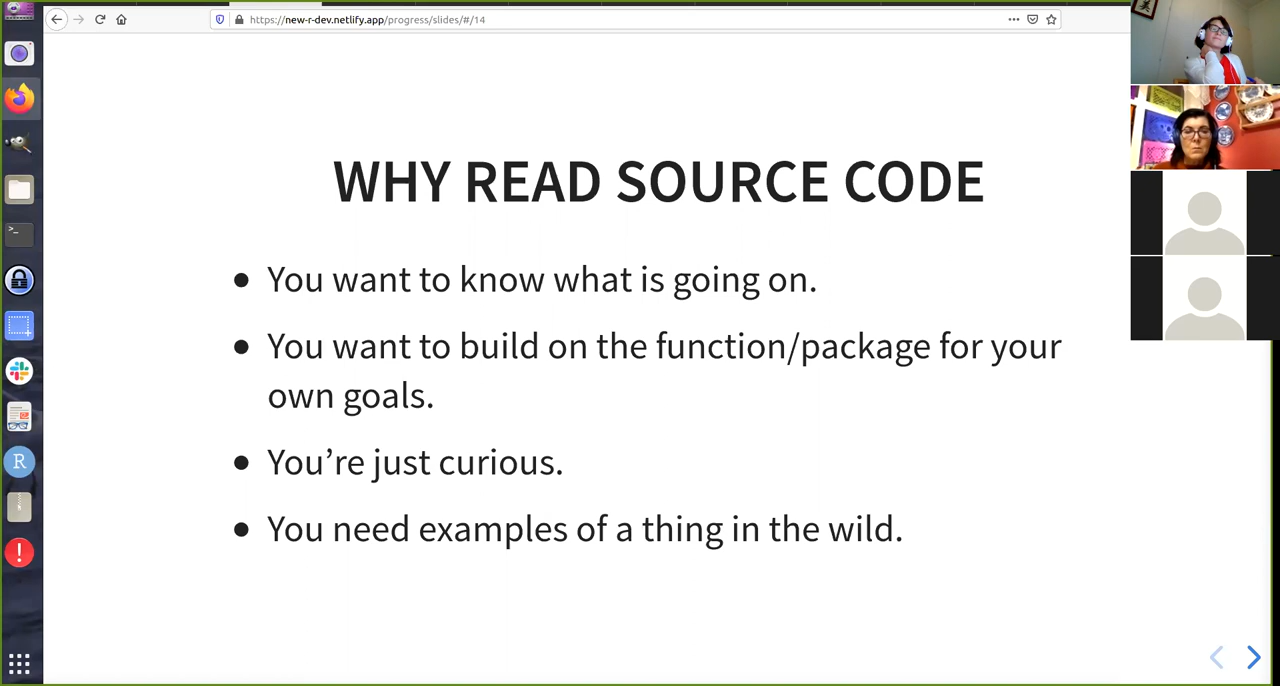 https://new-r-dev.netlify.app/progress/slides/#/14
WHY READ SOURCE CODE
● You want to know what is going on.
● You want to build on the function/package for your
own goals.
● You’re just curious.
● You need examples of a thing in the wild.
>_
R
!